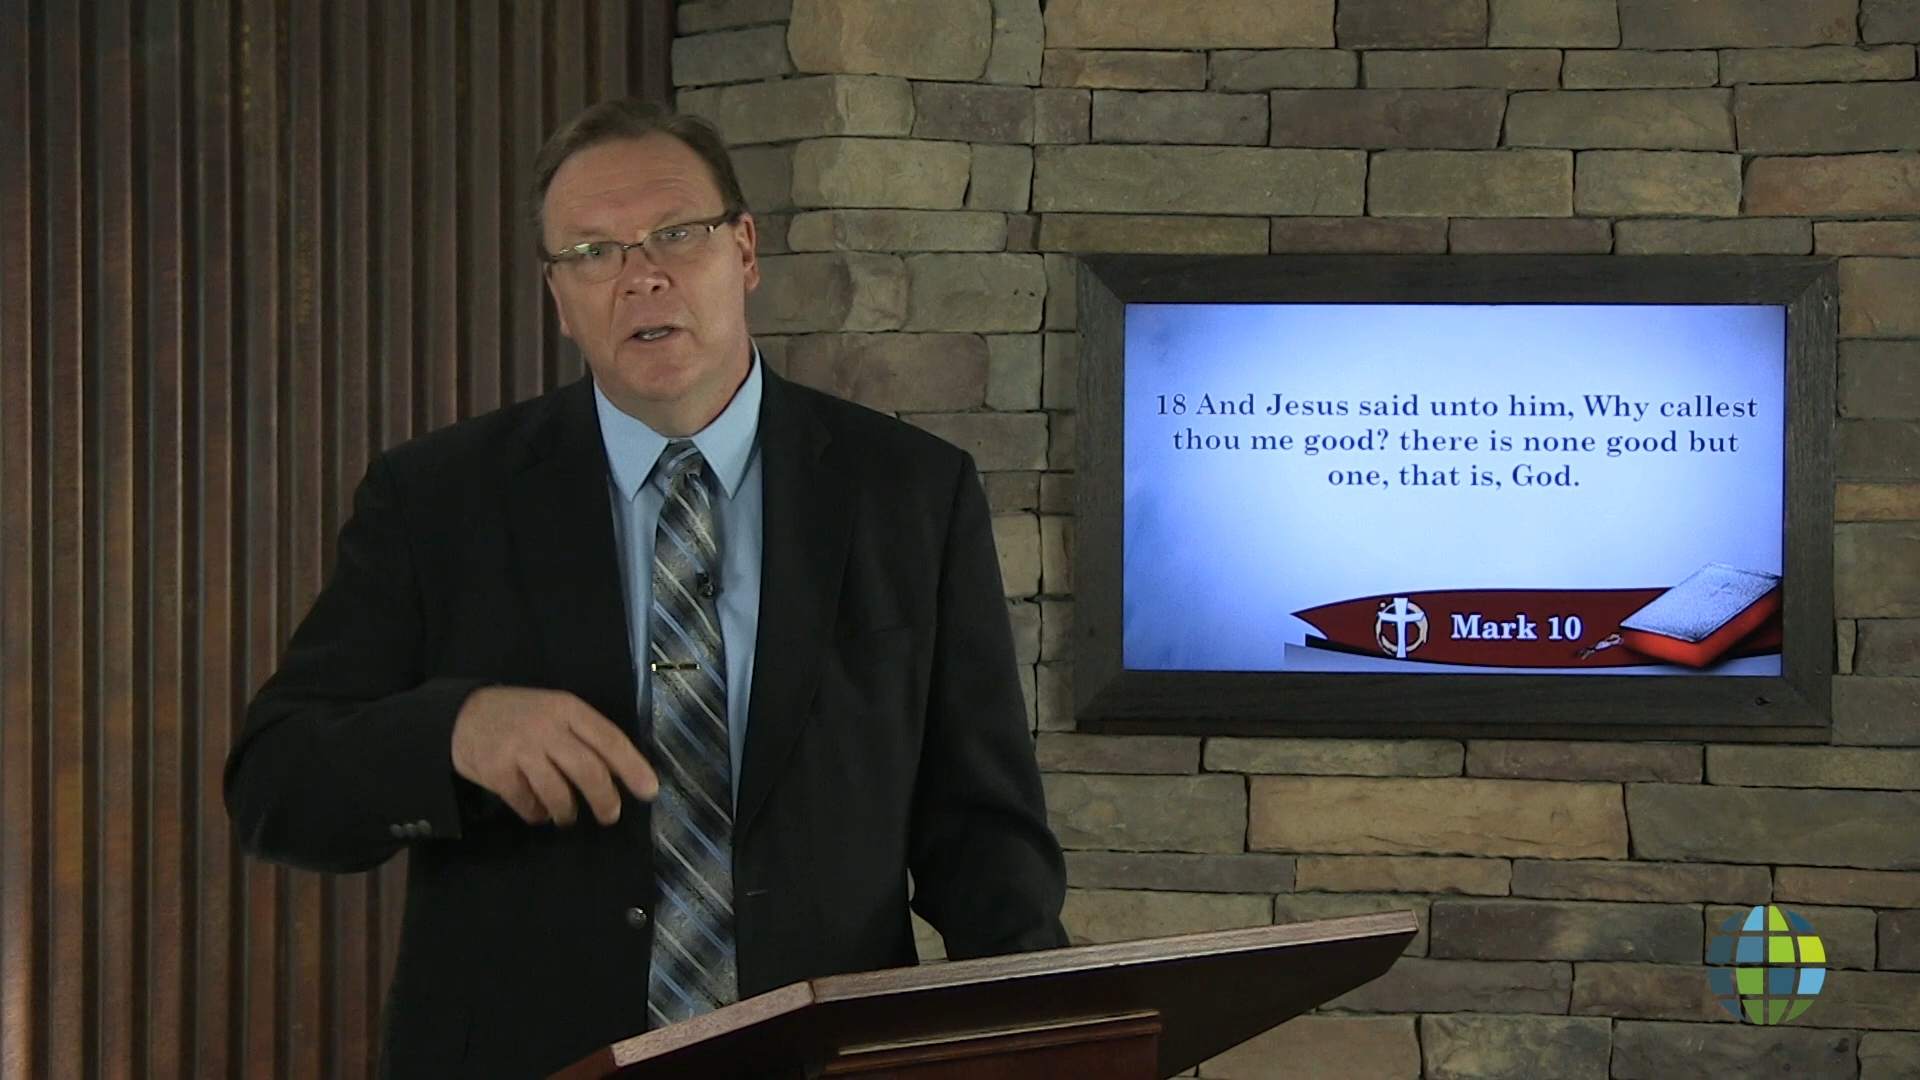 18 And Jesus said unto him, Why callest
thou me good? there is none good but
one, that is, God.
Mark 10